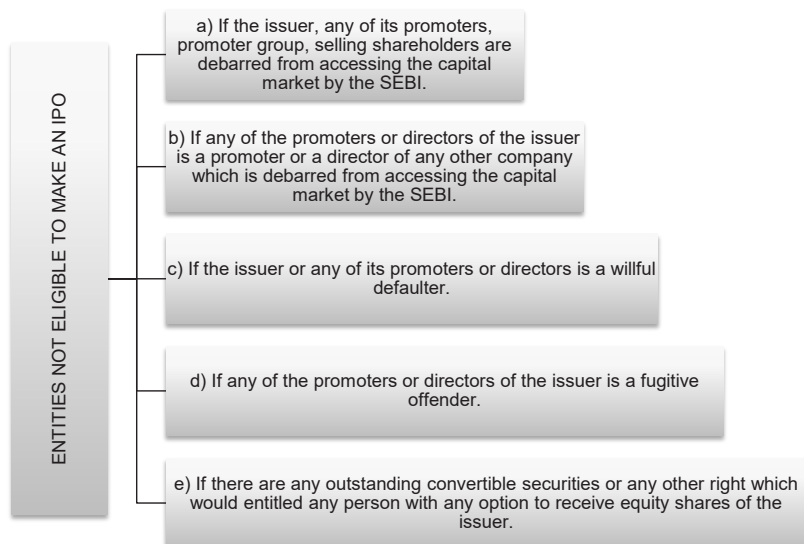 ENTITIES NOT ELIGIBLE TO MAKE AN IPO
a) If the issuer, any of its promoters,
promoter group, selling shareholders are
debarred from accessing the capital
market by the SEBI.
b) If any of the promoters or directors of the issuer
is a promoter or a director of any other company
which is debarred from accessing the capital
market by the SEBI.
c) If the issuer or any of its promoters or directors is a willful
defaulter.
d) If any of the promoters or directors of the issuer is a fugitive
offender.
e) If there are any outstanding convertible securities or any other right which
would entitled any person with any option to receive equity shares of the
issuer.